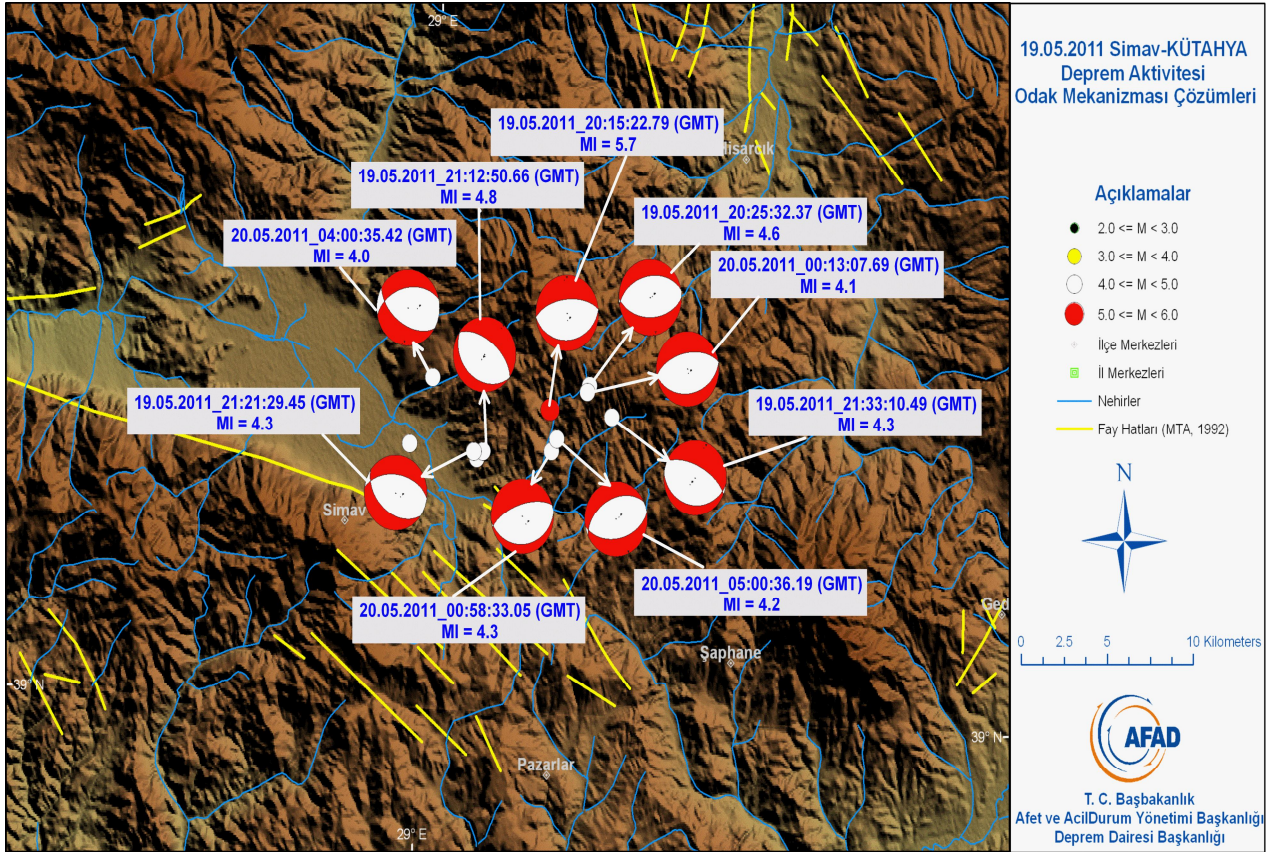 29° E
19.05.2011_20:15:22.79 (GMT)
Ml = 5.7
Hisarcık
19.05.2011_21:12:50.66 (GMT)
Ml = 4.8
19.05.2011_20:25:32.37 (GMT)
Ml = 4.6
20.05.2011_04:00:35.42 (GMT)
Ml = 4.0
20.05.2011_00:13:07.69 (GMT)
Ml = 4.1
19.05.2011_21:21:29.45 (GMT)
Ml = 4.3
19.05.2011_21:33:10.49 (GMT)
Ml = 4.3
Simav
20.05.2011_05:00:36.19 (GMT)
Ml = 4.2
20.05.2011_00:58:33.05 (GMT)
Ml = 4.3
Ged
Şaphane
39° N
39° N
Pazarlar
29° E
19.05.2011 Simav-KÜTAHYA
Deprem Aktivitesi
Odak Mekanizması Çözümleri
Açıklamalar
2.0 <= M < 3.0
3.0 <= M < 4.0
4.0 <= M < 5.0
5.0 <= M < 6.0
İlçe Merkezleri
İl Merkezleri
Nehirler
Fay Hatları (MTA, 1992)
N
0 2.5 5 10 Kilometers
AFAD
T. C. Başbakanlık
Afet ve AcilDurum Yönetimi Başkanlığı
Deprem Dairesi Başkanlığı